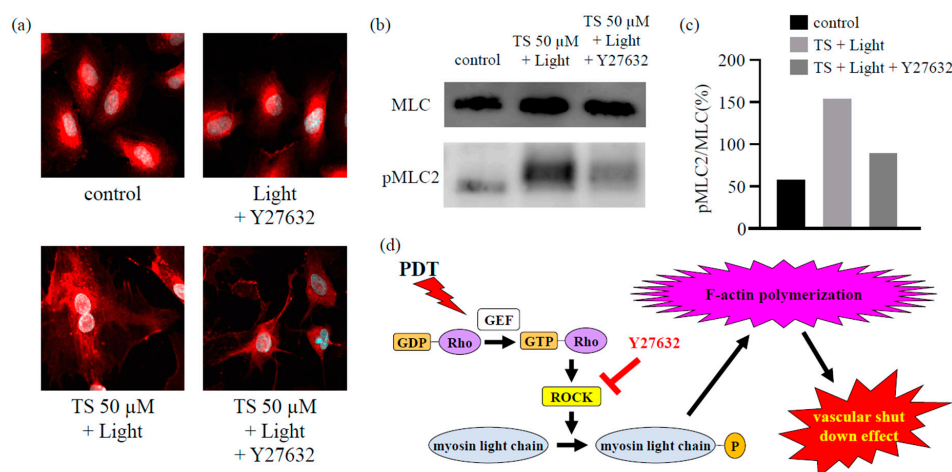 (a)
control
Light
+ Y27632
TS 50 µM
+ Light
TS 50 µM
+ Light
+ Y27632
(b)
control
TS 50 µM
+ Light
TS 50 µM
+ Light
+ Y27632
MLC
pMLC2
(c)
control
TS + Light
TS + Light + Y27632
pMLC2/MLC(%)
200
150
100
50
0
(d)
PDT
GEF
GDP
Rho
GTP
Rho
Y27632
ROCK
myosin light chain
myosin light chain
P
F-actin polymerization
vascular shut
down effect